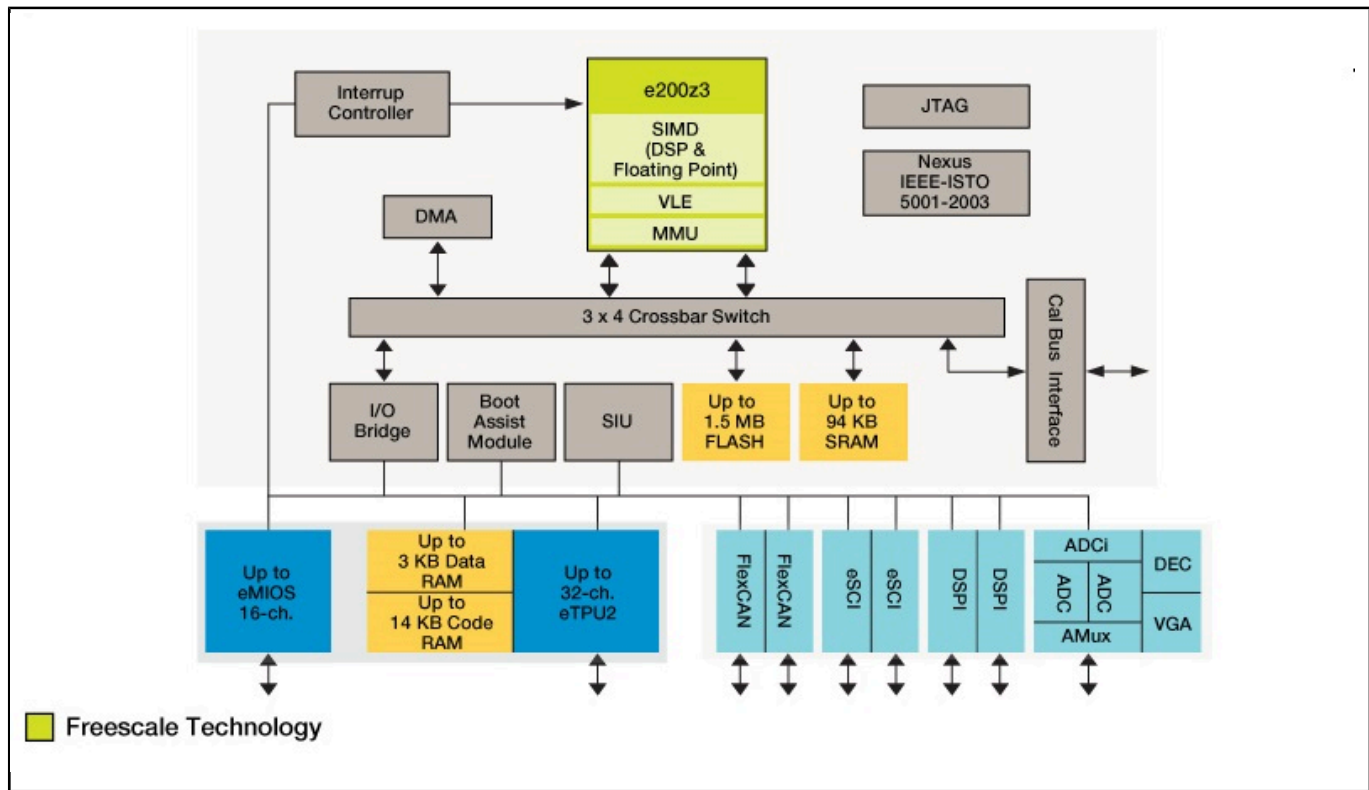 Interrup
Controller
e200z3
SIMD
(DSP &
Floating Point)
VLE
MMU
JTAG
Nexus
IEEE-ISTO
5001-2003
DMA
3 x 4 Crossbar Switch
Cal Bus Interface
I/O
Bridge
Boot
Assist
Module
SIU
Up to
1.5 MB
FLASH
Up to
94 KB
SRAM
Up to
eMIOS
16-ch.
Up to
3 KB Data
RAM
Up to
14 KB Code
RAM
Up to
32-ch.
eTPU2
FlexCAN
FlexCAN
eSCI
eSCI
DSPI
DSPI
ADCi
ADC
ADC
AMux
DEC
VGA
Freescale Technology